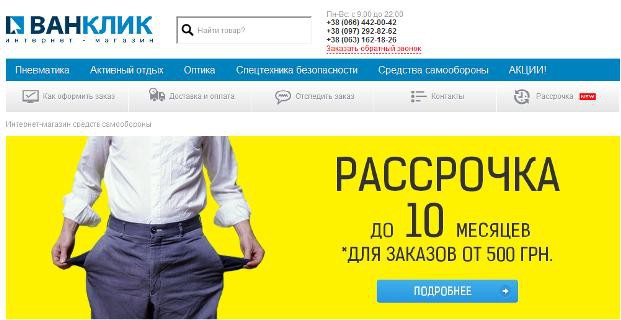 ВАНКЛИК
интернет - магазин
Найти товар?
Пн-Вс: с 9.00 до 22.00
+38 (066) 442-00-42
+38 (097) 292-82-62
+38 (063) 162-18-26
Заказать обратный звонок
Пневматика Активный отдых Оптика Спецтехника безопасности Средства самообороны АКЦИИ!
Как оформить заказ Доставка и оплата Отследить заказ Контакты Рассрочка NEW
Интернет-магазин средств самообороны
РАССРОЧКА
ДО 10 МЕСЯЦЕВ
*ДЛЯ ЗАКАЗОВ ОТ 500 ГРН.
ПОДРОБНЕЕ